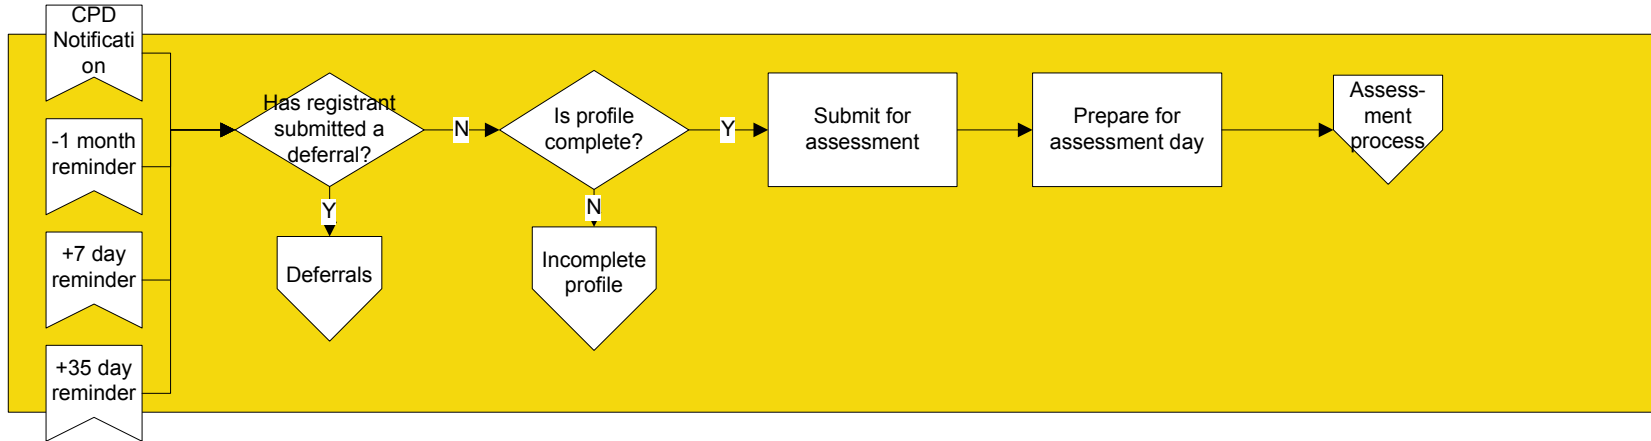 CPD
Notificati
on
-1 month
reminder
+7 day
reminder
+35 day
reminder
Has registrant
submitted a
deferral?
N
Y
Deferrals
Is profile
complete?
Y
N
Incomplete
profile
Submit for
assessment
Prepare for
assessment day
Assess-
ment
process